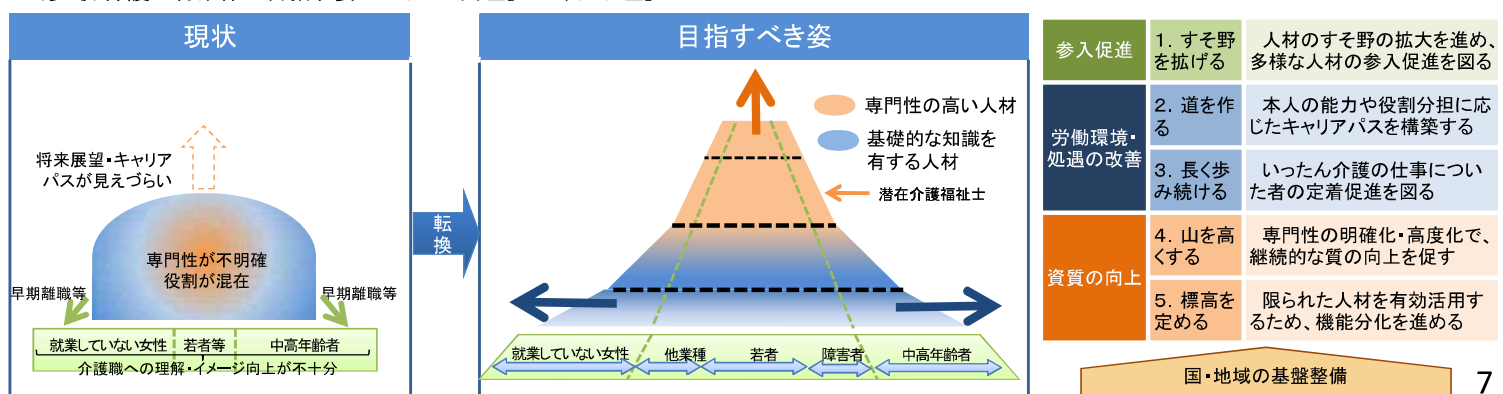 現状
将来展望・キャリア
パスが見えづらい
専門性が不明確
役割が混在
早期離職等
早期離職等
就業していない女性
若者等
中高年齢者
介護職への理解・イメージ向上が不十分
転
換
目指すべき姿
専門性の高い人材
基礎的な知識を
有する人材
潜在介護福祉士
就業していない女性
他業種
若者
障害者
中高年齢者
参入促進
1. すそ野
を拡げる
人材のすそ野の拡大を進め、
多様な人材の参入促進を図る
労働環境・
処遇の改善
2. 道を作
る
本人の能力や役割分担に応
じたキャリアパスを構築する
3. 長く歩
み続ける
いったん介護の仕事につい
た者の定着促進を図る
資質の向上
4. 山を高
くする
専門性の明確化・高度化で、
継続的な質の向上を促す
5. 標高を
定める
限られた人材を有効活用す
るため、機能分化を進める
国・地域の基盤整備
7